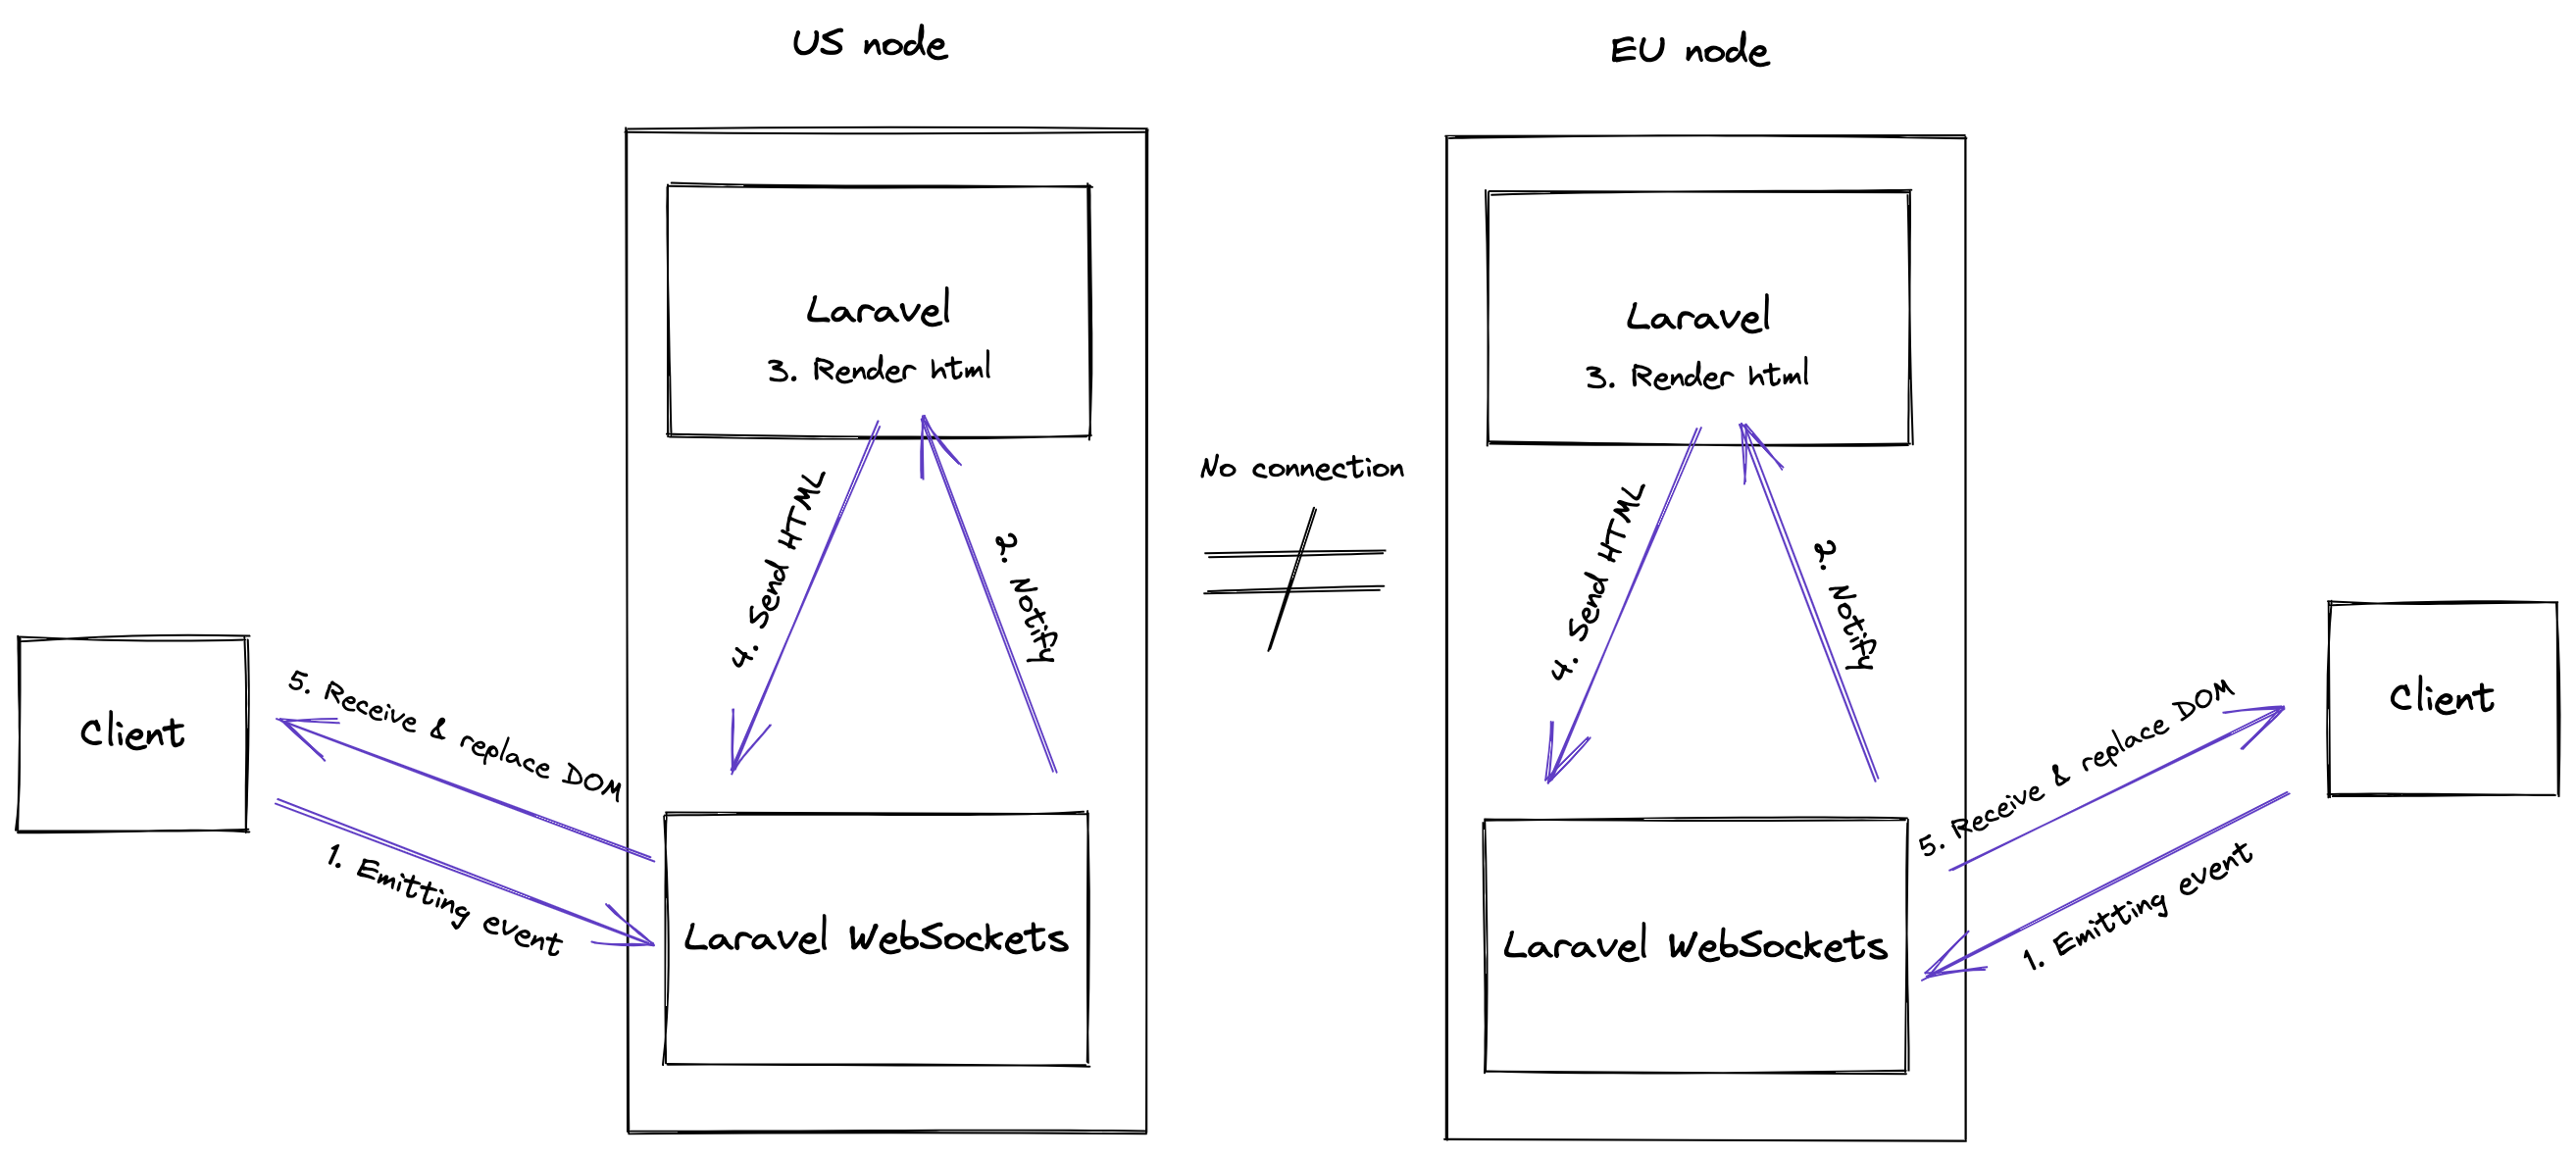 US node
EU node
Laravel
3. Render html
Laravel
3. Render html
No connection
4. Send HTML
2. Notify
4. Send HTML
2. Notify
Client
5. Receive & replace DOM
1. Emitting event
Laravel WebSockets
Laravel WebSockets
5. Receive & replace DOM
1. Emitting event
Client